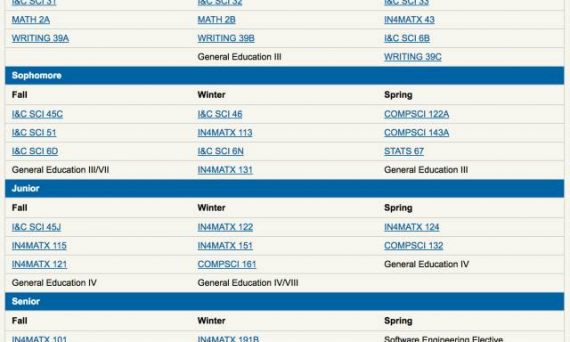 I&C SCI 31 I&C SCI 32 I&C SCI 33
MATH 2A MATH 2B IN4MATX 43
WRITING 39A WRITING 39B I&C SCI 6B
General Education III WRITING 39C
Sophomore
Fall Winter Spring
I&C SCI 45C I&C SCI 46 COMPSCI 122A
I&C SCI 51 IN4MATX 113 COMPSCI 143A
I&C SCI 6D I&C SCI 6N STATS 67
General Education III/VII IN4MATX 131 General Education III
Junior
Fall Winter Spring
I&C SCI 45J IN4MATX 122 IN4MATX 124
IN4MATX 115 IN4MATX 151 COMPSCI 132
IN4MATX 121 COMPSCI 161 General Education IV
General Education IV General Education IV/VIII
Senior
Fall Winter Spring
IN4MATX 101 IN4MATX 191B Software Engineering Elective